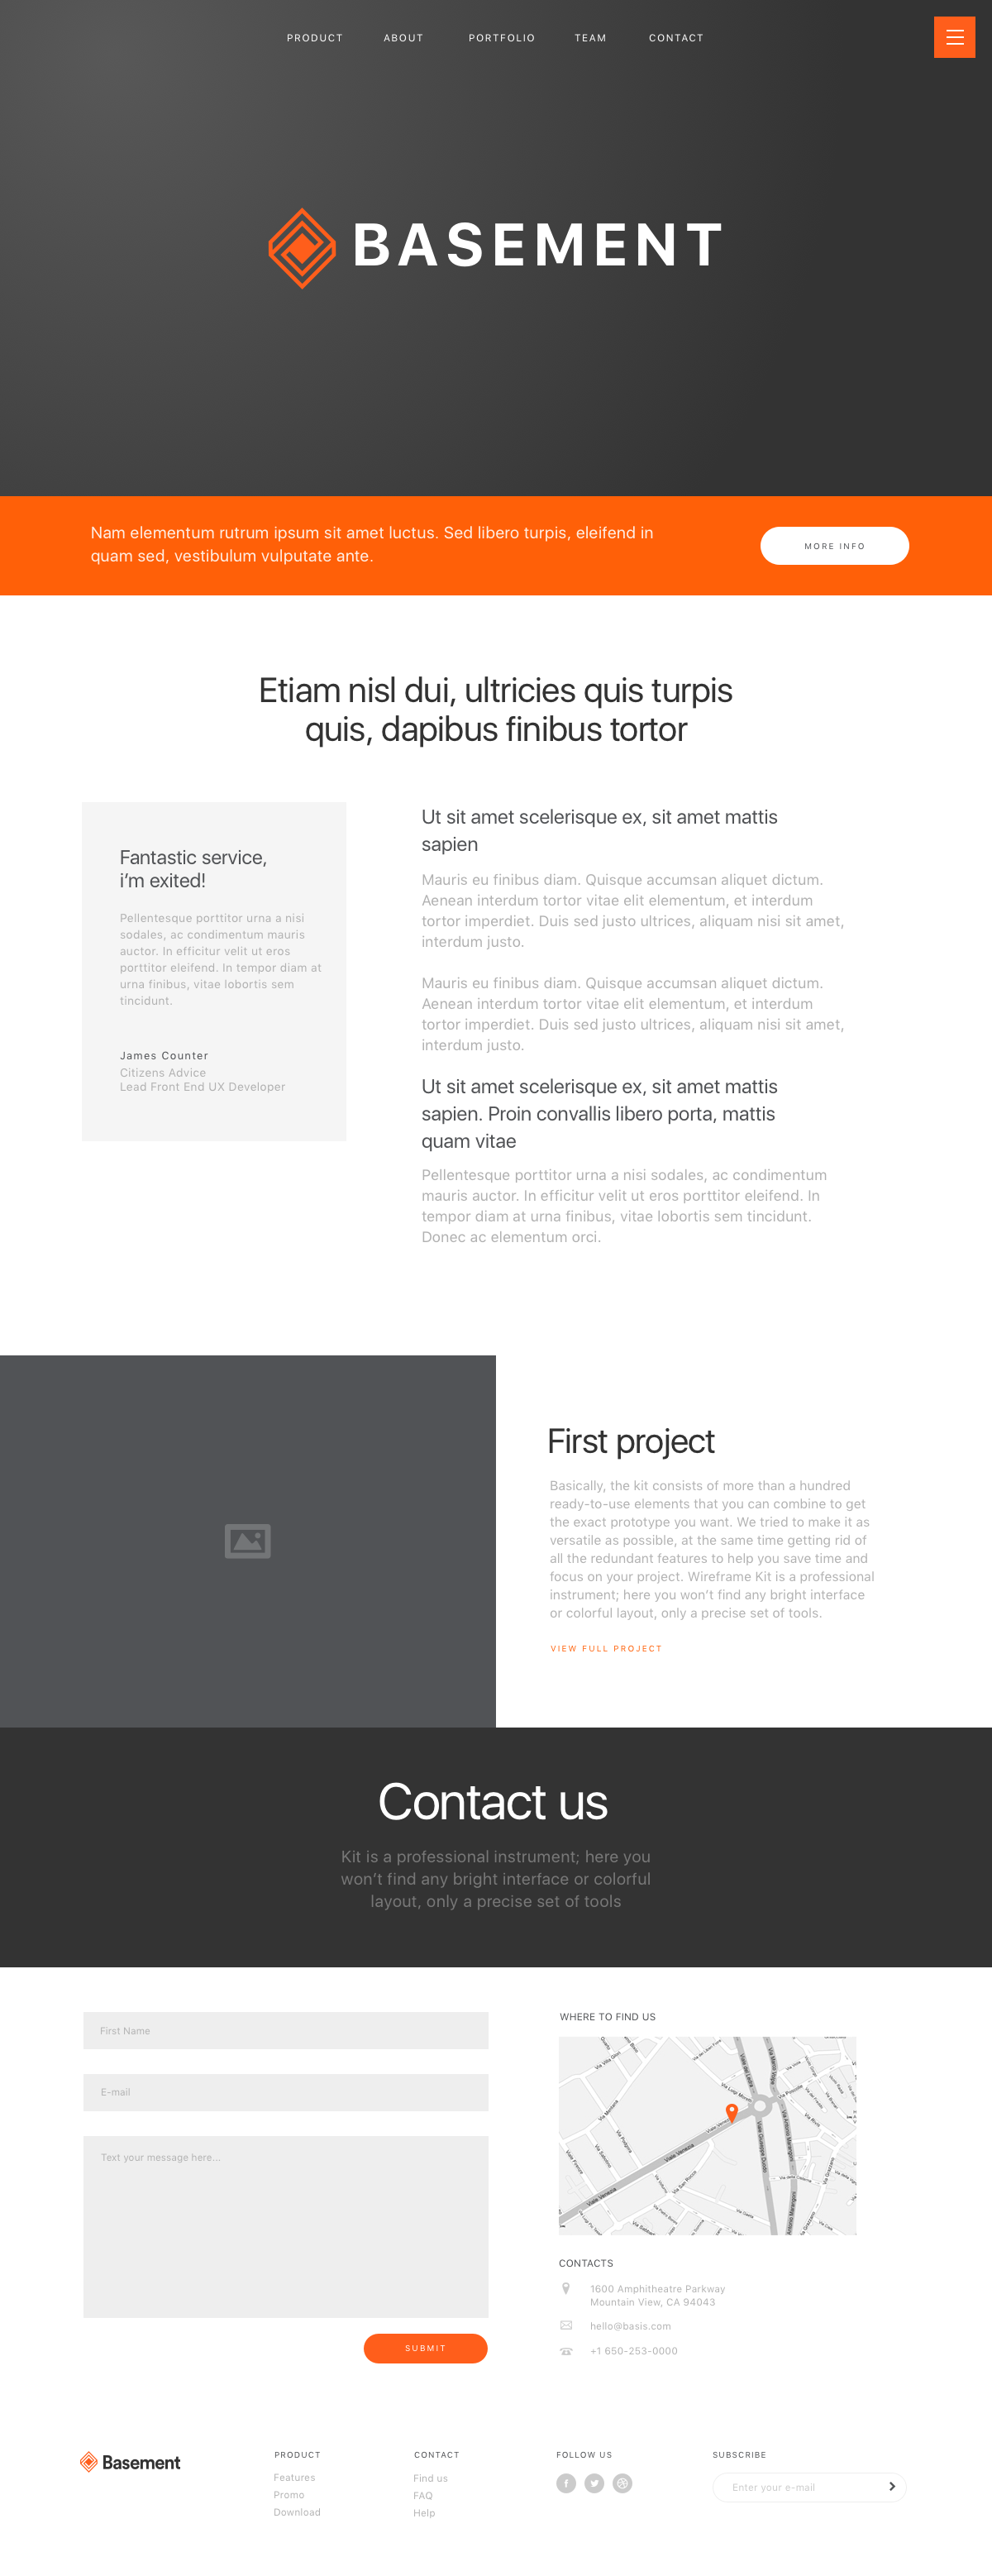 PRODUCT ABOUT PORTFOLIO TEAM CONTACT
BASEMENT
Nam elementum rutrum ipsum sit amet luctus. Sed libero turpis, eleifend in
quam sed, vestibulum vulputate ante.
MORE INFO
Etiam nisl dui, ultricies quis turpis
quis, dapibus finibus tortor
Fantastic service,
i’m exited!
Pellentesque porttitor urna a nisi
sodales, ac condimentum mauris
auctor. In efficitur velit ut eros
porttitor eleifend. In tempor diam at
urna finibus, vitae lobortis sem
tincidunt.
James Counter
Citizens Advice
Lead Front End UX Developer
Ut sit amet scelerisque ex, sit amet mattis
sapien
Mauris eu finibus diam. Quisque accumsan aliquet dictum.
Aenean interdum tortor vitae elit elementum, et interdum
tortor imperdiet. Duis sed justo ultrices, aliquam nisi sit amet,
interdum justo.
Mauris eu finibus diam. Quisque accumsan aliquet dictum.
Aenean interdum tortor vitae elit elementum, et interdum
tortor imperdiet. Duis sed justo ultrices, aliquam nisi sit amet,
interdum justo.
Ut sit amet scelerisque ex, sit amet mattis
sapien. Proin convallis libero porta, mattis
quam vitae
Pellentesque porttitor urna a nisi sodales, ac condimentum
mauris auctor. In efficitur velit ut eros porttitor eleifend. In
tempor diam at urna finibus, vitae lobortis sem tincidunt.
Donec ac elementum orci.
First project
Basically, the kit consists of more than a hundred
ready-to-use elements that you can combine to get
the exact prototype you want. We tried to make it as
versatile as possible, at the same time getting rid of
all the redundant features to help you save time and
focus on your project. Wireframe Kit is a professional
instrument; here you won’t find any bright interface
or colorful layout, only a precise set of tools.
VIEW FULL PROJECT
Contact us
Kit is a professional instrument; here you
won’t find any bright interface or colorful
layout, only a precise set of tools
First Name
E-mail
Text your message here...
SUBMIT
WHERE TO FIND US
Viale Venezia
Viale Venezia
CONTACTS
1600 Amphitheatre Parkway
Mountain View, CA 94043
hello@basis.com
+1 650-253-0000
Basement
PRODUCT
Features
Promo
Download
CONTACT
Find us
FAQ
Help
FOLLOW US
SUBSCRIBE
Enter your e-mail